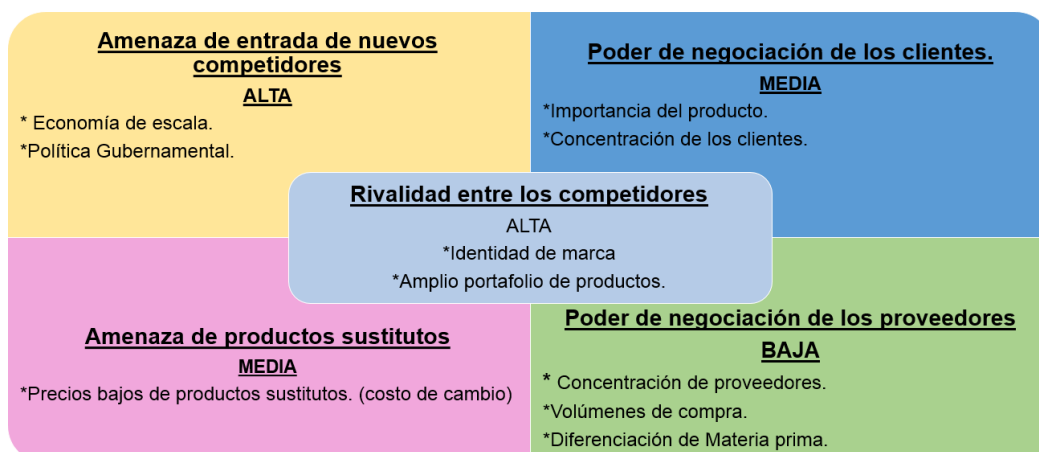 Amenaza de entrada de nuevos
competidores
ALTA
* Economía de escala.
*Política Gubernamental.
Poder de negociación de los clientes.
MEDIA
*Importancia del producto.
*Concentración de los clientes.
Rivalidad entre los competidores
ALTA
*Identidad de marca
*Amplio portafolio de productos.
Amenaza de productos sustitutos
MEDIA
*Precios bajos de productos sustitutos. (costo de cambio)
Poder de negociación de los proveedores
BAJA
* Concentración de proveedores.
*Volúmenes de compra.
*Diferenciación de Materia prima.